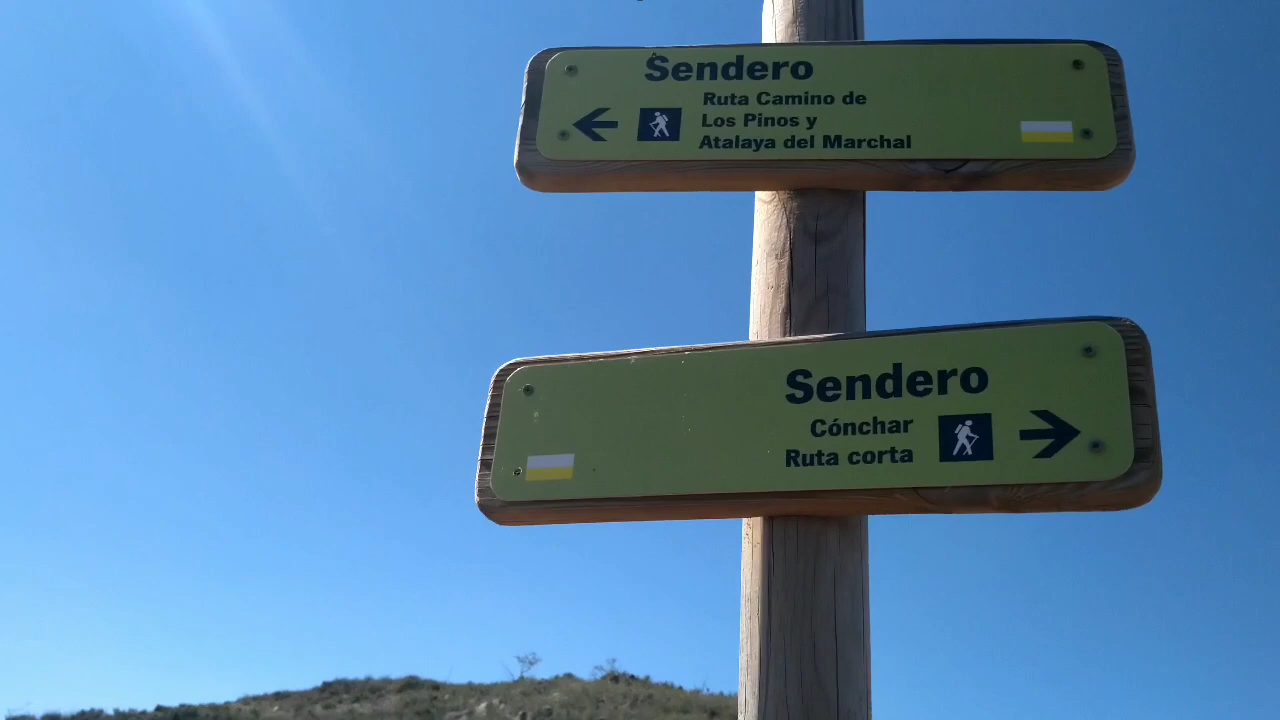 Sendero
Ruta Camino de
Los Pinos y
Atalaya del Marchal
Sendero
Cónchar
Ruta corta